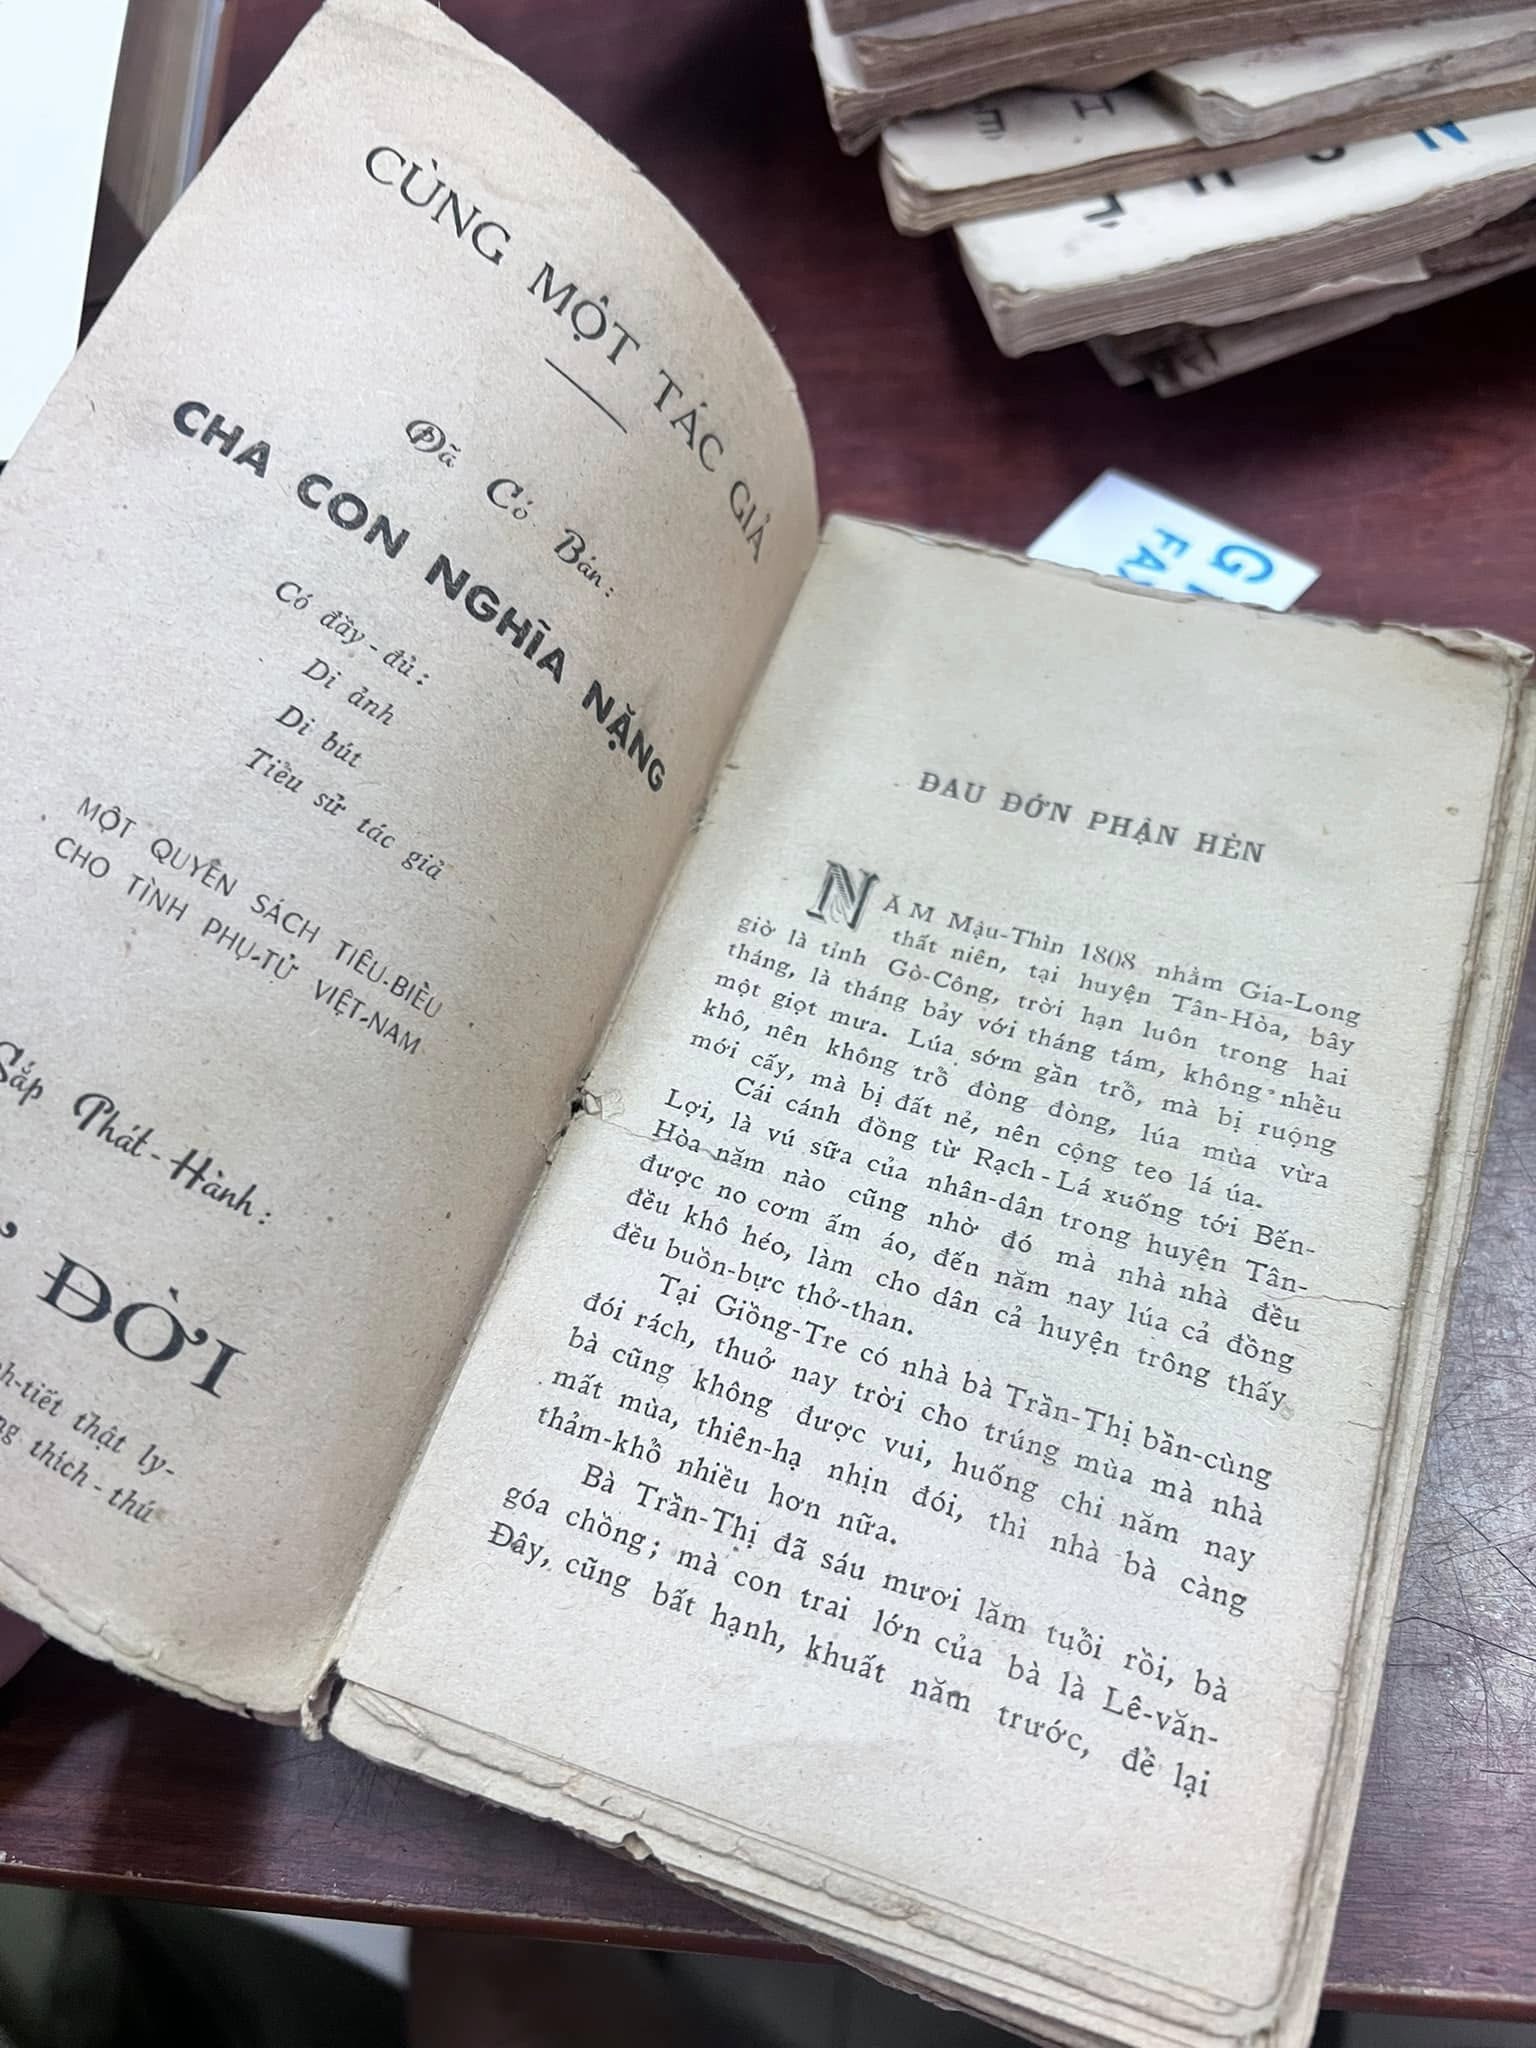 CÙNG MỘT TÁC GIẢ
Đã Có Bán:
CHA CON NGHĨA NẶNG
Có đầy-đủ:
Di ảnh
Di bút
Tiểu sử tác giả
MỘT QUYỂN SÁCH TIÊU-BIỂU
CHO TÌNH PHỤ-TỬ VIỆT-NAM
Sắp Phát-Hành:
ĐỜI
thật ly-
thích-thú
ĐAU ĐỚN PHẬN HÈN
NĂM Mậu-Thìn 1808 nhằm Gia-Long
thất niên, tại huyện Tân-Hòa, bây
giờ là tỉnh Gò-Công, trời hạn luôn trong hai
tháng, là tháng bảy với tháng tám, không nhều
một giọt mưa. Lúa sớm gần trổ, mà bị ruộng
khô, nên không trổ đòng đòng, lúa mùa vừa
mới cấy, mà bị đất nẻ, nên cộng teo lá úa.
Cái cánh đồng từ Rạch-Lá xuống tới Bến-
Lợi, là vú sữa của nhân-dân trong huyện Tân-
Hòa năm nào cũng nhờ đó mà nhà nhà đều
được no cơm ấm áo, đến năm nay lúa cả đồng
đều khô héo, làm cho dân cả huyện trông thấy
đều buồn-bực thở-than.
Tại Giồng-Tre có nhà bà Trần-Thị bần-cùng
đói rách, thuở nay trời cho trúng mùa mà nhà
bà cũng không được vui, huống chi năm nay
mất mùa, thiên-hạ nhịn đói, thì nhà bà càng
thảm-khổ nhiều hơn nữa.
Bà Trần-Thị đã sáu mươi lăm tuổi rồi, bà
góa chồng; mà con trai lớn của bà là Lê-văn-
Đây, cũng bất hạnh, khuất năm trước, để lại
G
FAX
N